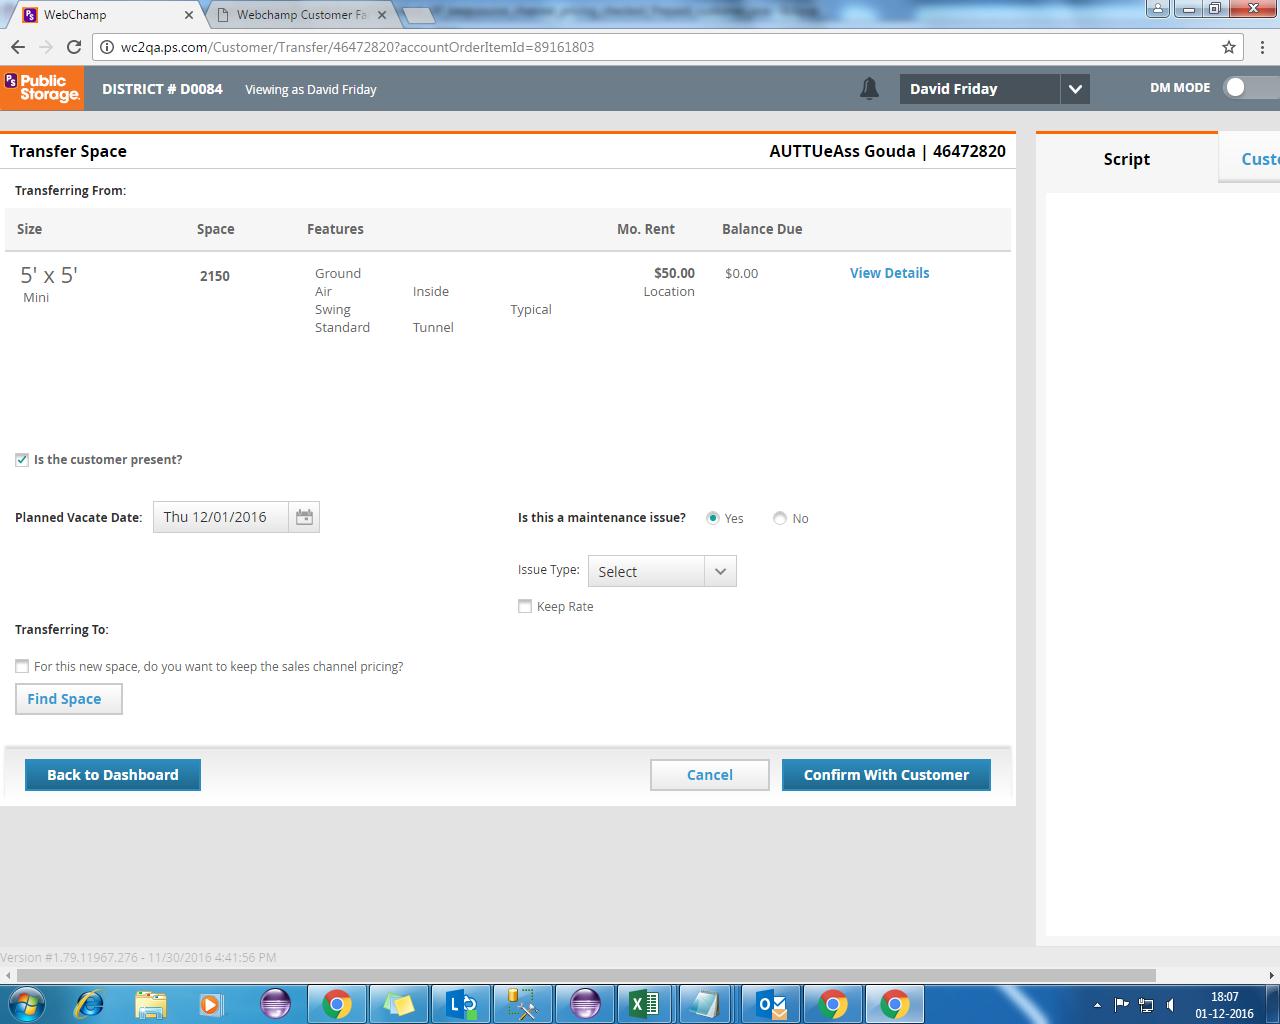 WebChamp
Webchamp Customer Fa
wc2qa.ps.com/Customer/Transfer/46472820?accountOrderItemId=89161803
PS Public Storage.
DISTRICT # D0084
Viewing as David Friday
David Friday
DM MODE
Transfer Space
AUTTUeAss Gouda | 46472820
Script
Custo
Transferring From:
Size Space Features Mo. Rent Balance Due
5' x 5' 2150 Ground $50.00 $0.00 View Details
Mini Air Inside Location
Swing Typical
Standard Tunnel
Is the customer present?
Planned Vacate Date: Thu 12/01/2016
Is this a maintenance issue? Yes No
Issue Type: Select
Keep Rate
Transferring To:
For this new space, do you want to keep the sales channel pricing?
Find Space
Back to Dashboard
Cancel
Confirm With Customer
Version #1.79.11967.276 - 11/30/2016 4:41:56 PM
18:07
01-12-2016